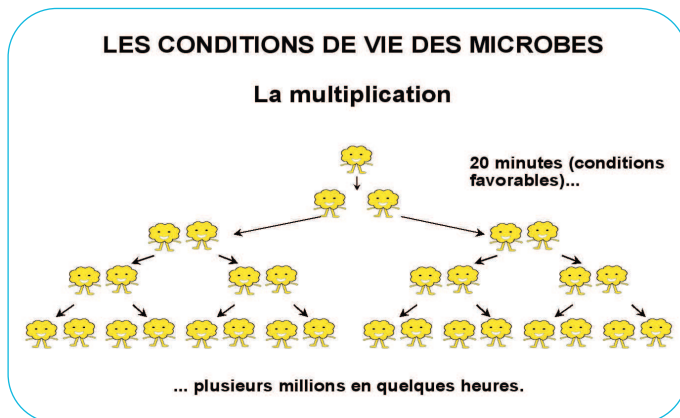 LES CONDITIONS DE VIE DES MICROBES
La multiplication
20 minutes (conditions
favorables)...
... plusieurs millions en quelques heures.